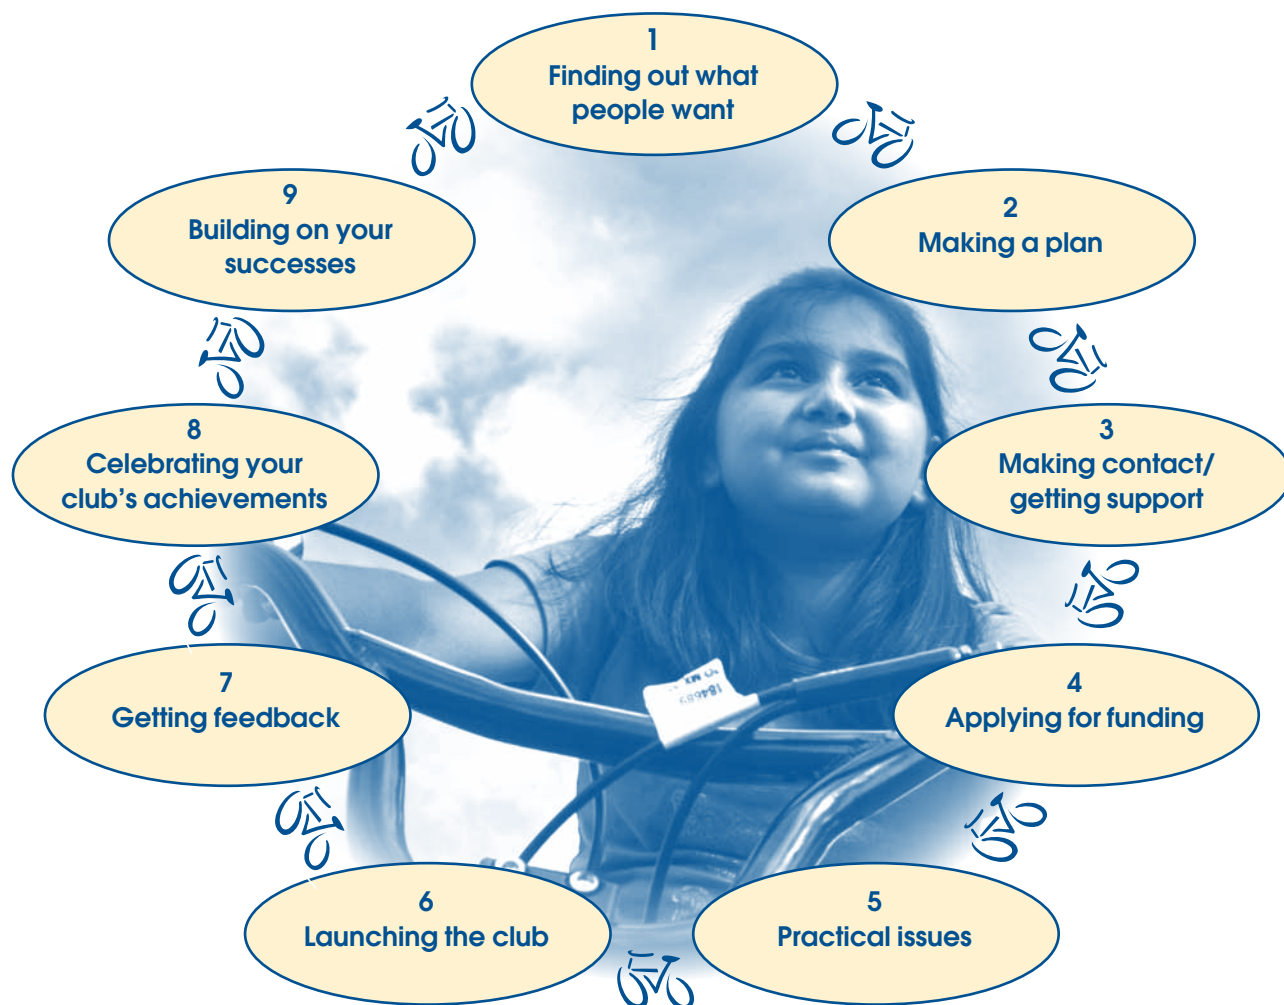 1
Finding out what
people want
2
Making a plan
3
Making contact/
getting support
4
Applying for funding
5
Practical issues
6
Launching the club
7
Getting feedback
8
Celebrating your
club's achievements
9
Building on your
successes
184689